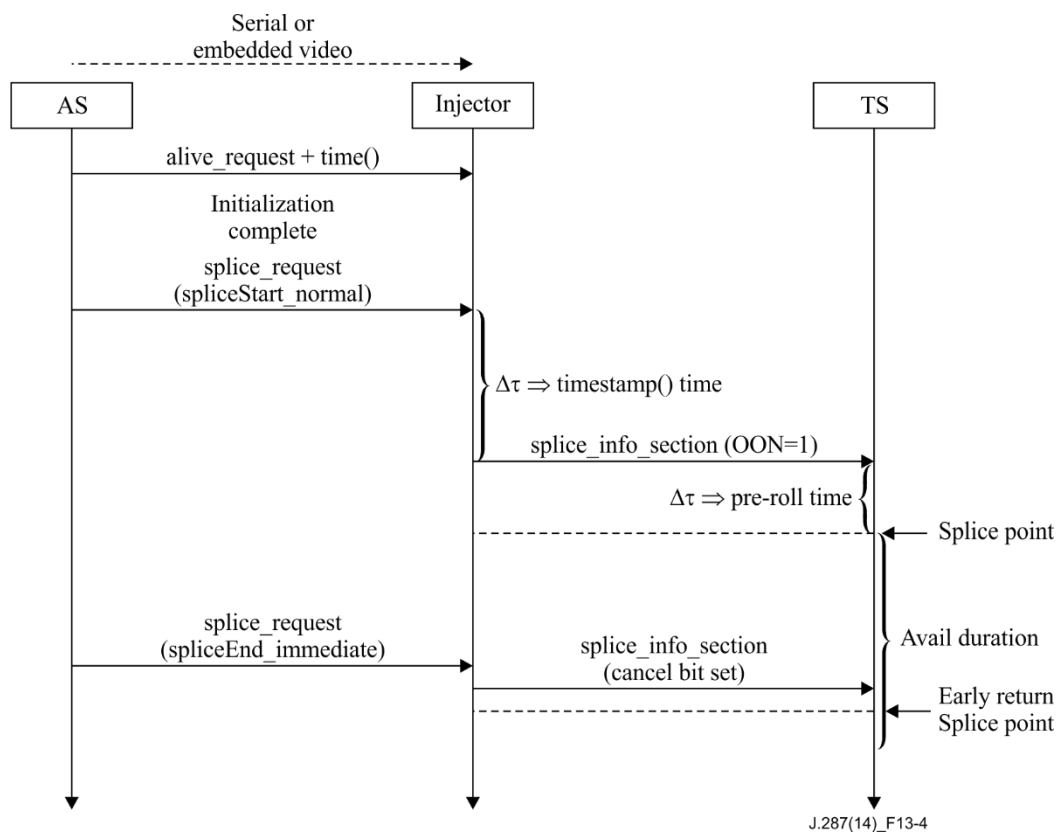 Serial or
embedded video
AS
Injector
TS
alive_request + time()
Initialization
complete
splice_request
(spliceStart_normal)
Δτ ⇒ timestamp() time
splice_info_section (OON=1)
Δτ ⇒ pre-roll time
Splice point
splice_request
(spliceEnd_immediate)
splice_info_section
(cancel bit set)
Avail duration
Early return
Splice point
J.287(14)_F13-4